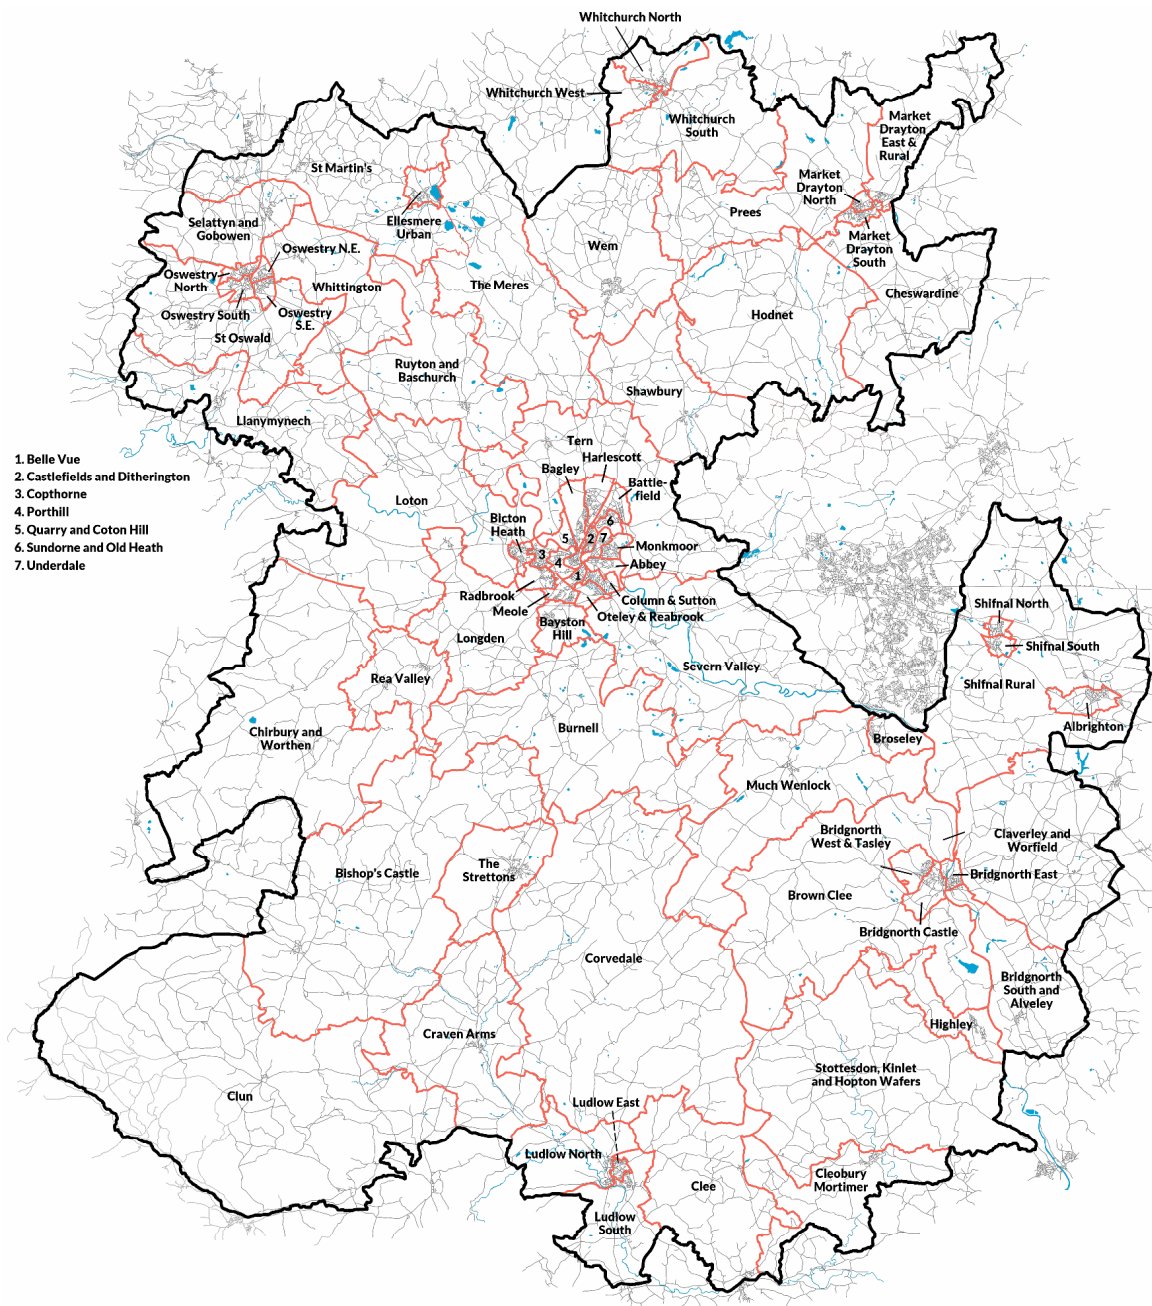 Whitchurch North
Whitchurch West
Whitchurch
South
Market
Drayton
East &
Rural
St Martin's
Market
Drayton
North
Ellesmere
Urban
Selattyn and
Gobowen
Prees
Market
Drayton
South
Oswestry N.E.
Wem
Oswestry
North
Whittington
The Meres
Cheswardine
Oswestry South
Oswestry
S.E.
Hodnet
St Oswald
Ruyton and
Baschurch
Shawbury
Llanymynech
Tern
Harlescott
Bagley
Battle-
field
1. Belle Vue
2. Castlefields and Ditherington
3. Copthorne
4. Porthill
5. Quarry and Coton Hill
6. Sundorne and Old Heath
7. Underdale
Loton
Bicton
Heath
6
5
2
7
3
4
1
Monkmoor
Abbey
Radbrook
Column & Sutton
Meole
Oteley & Reabrook
Bayston
Hill
Longden
Shifnal North
Shifnal South
Severn Valley
Rea Valley
Shifnal Rural
Albrighton
Chirbury and
Worthen
Burnell
Broseley
Much Wenlock
Bridgnorth
West & Tasley
Claverley and
Worfield
The
Strettons
Bishop's Castle
Bridgnorth East
Brown Clee
Bridgnorth Castle
Corvedale
Bridgnorth
South and
Alveley
Craven Arms
Highley
Stottesdon, Kinlet
and Hopton Wafers
Clun
Ludlow East
Ludlow North
Clee
Cleobury
Mortimer
Ludlow
South